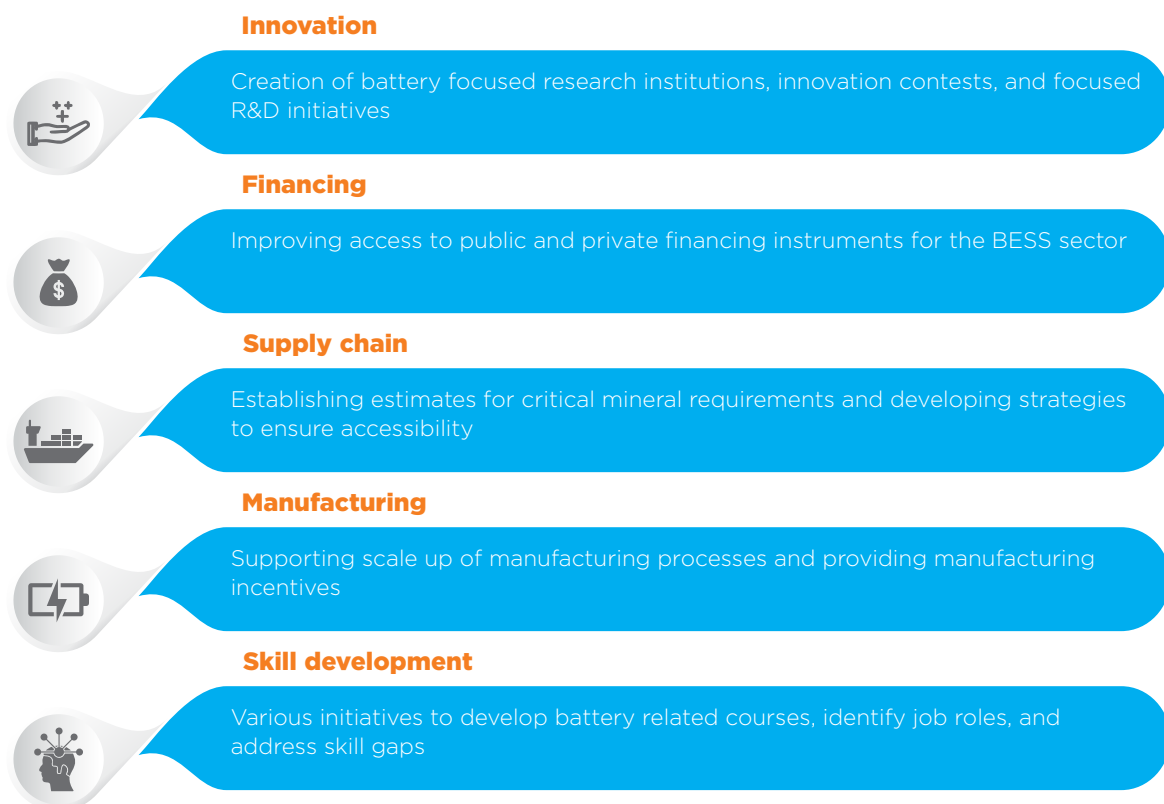 Innovation
Creation of battery focused research institutions, innovation contests, and focused
R&D initiatives
Financing
Improving access to public and private financing instruments for the BESS sector
$
Supply chain
Establishing estimates for critical mineral requirements and developing strategies
to ensure accessibility
Manufacturing
Supporting scale up of manufacturing processes and providing manufacturing
incentives
Skill development
Various initiatives to develop battery related courses, identify job roles, and
address skill gaps